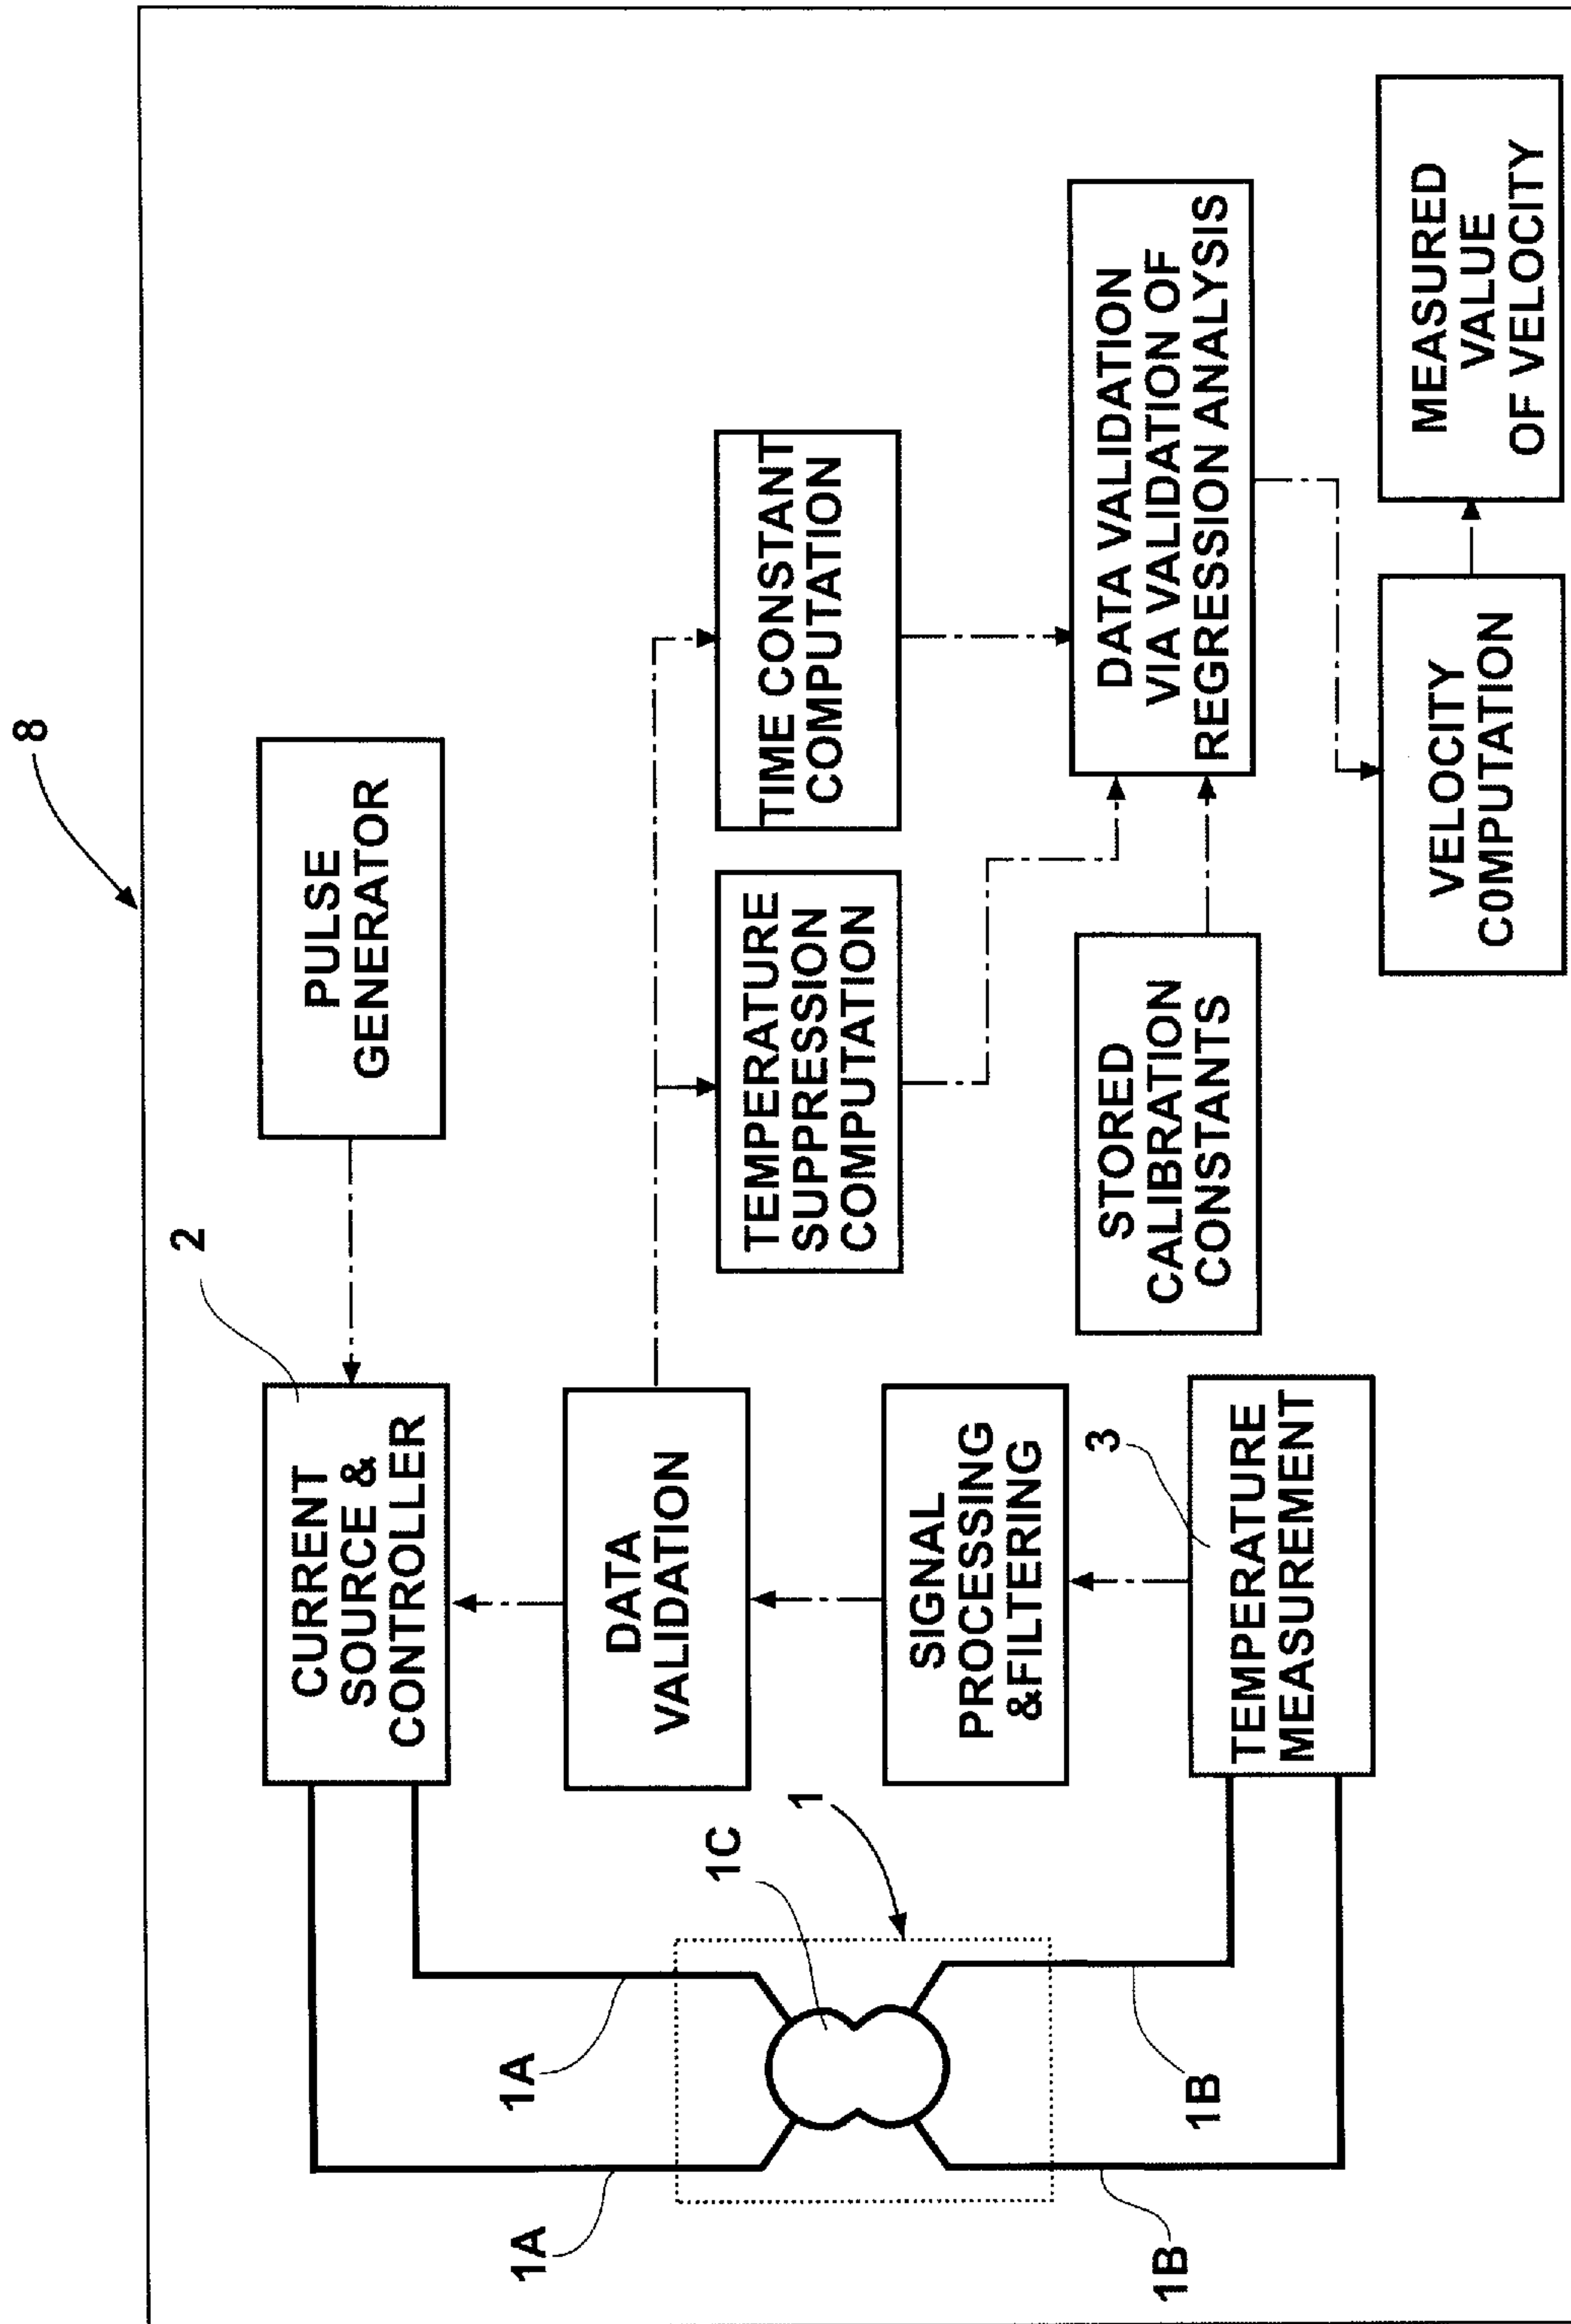 8
PULSE
GENERATOR
2
CURRENT
SOURCE &
CONTROLLER
DATA
VALIDATION
SIGNAL
PROCESSING
&FILTERING
3
TEMPERATURE
MEASUREMENT
1A
1A
1C
1
1B
1B
TEMPERATURE
SUPPRESSION
COMPUTATION
TIME CONSTANT
COMPUTATION
STORED
CALIBRATION
CONSTANTS
DATA VALIDATION
VIA VALIDATION OF
REGRESSION ANALYSIS
VELOCITY
COMPUTATION
MEASURED
VALUE
OF VELOCITY